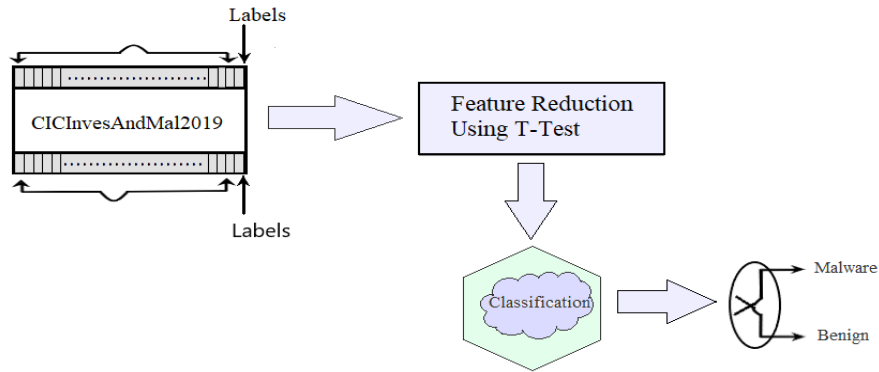 Labels
CICInvesAndMal2019
Labels
Feature Reduction
Using T-Test
Classification
Malware
Benign